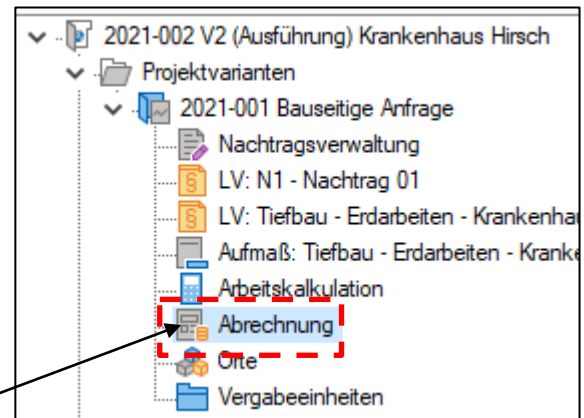 2021-002 V2 (Ausführung) Krankenhaus Hirsch
Projektvarianten
2021-001 Bauseitige Anfrage
Nachtragsverwaltung
LV: N1 - Nachtrag 01
LV: Tiefbau - Erdarbeiten - Krankenhau
Aufmaß: Tiefbau - Erdarbeiten - Kranke
Arbeitskalkulation
Abrechnung
Orte
Vergabeeinheiten